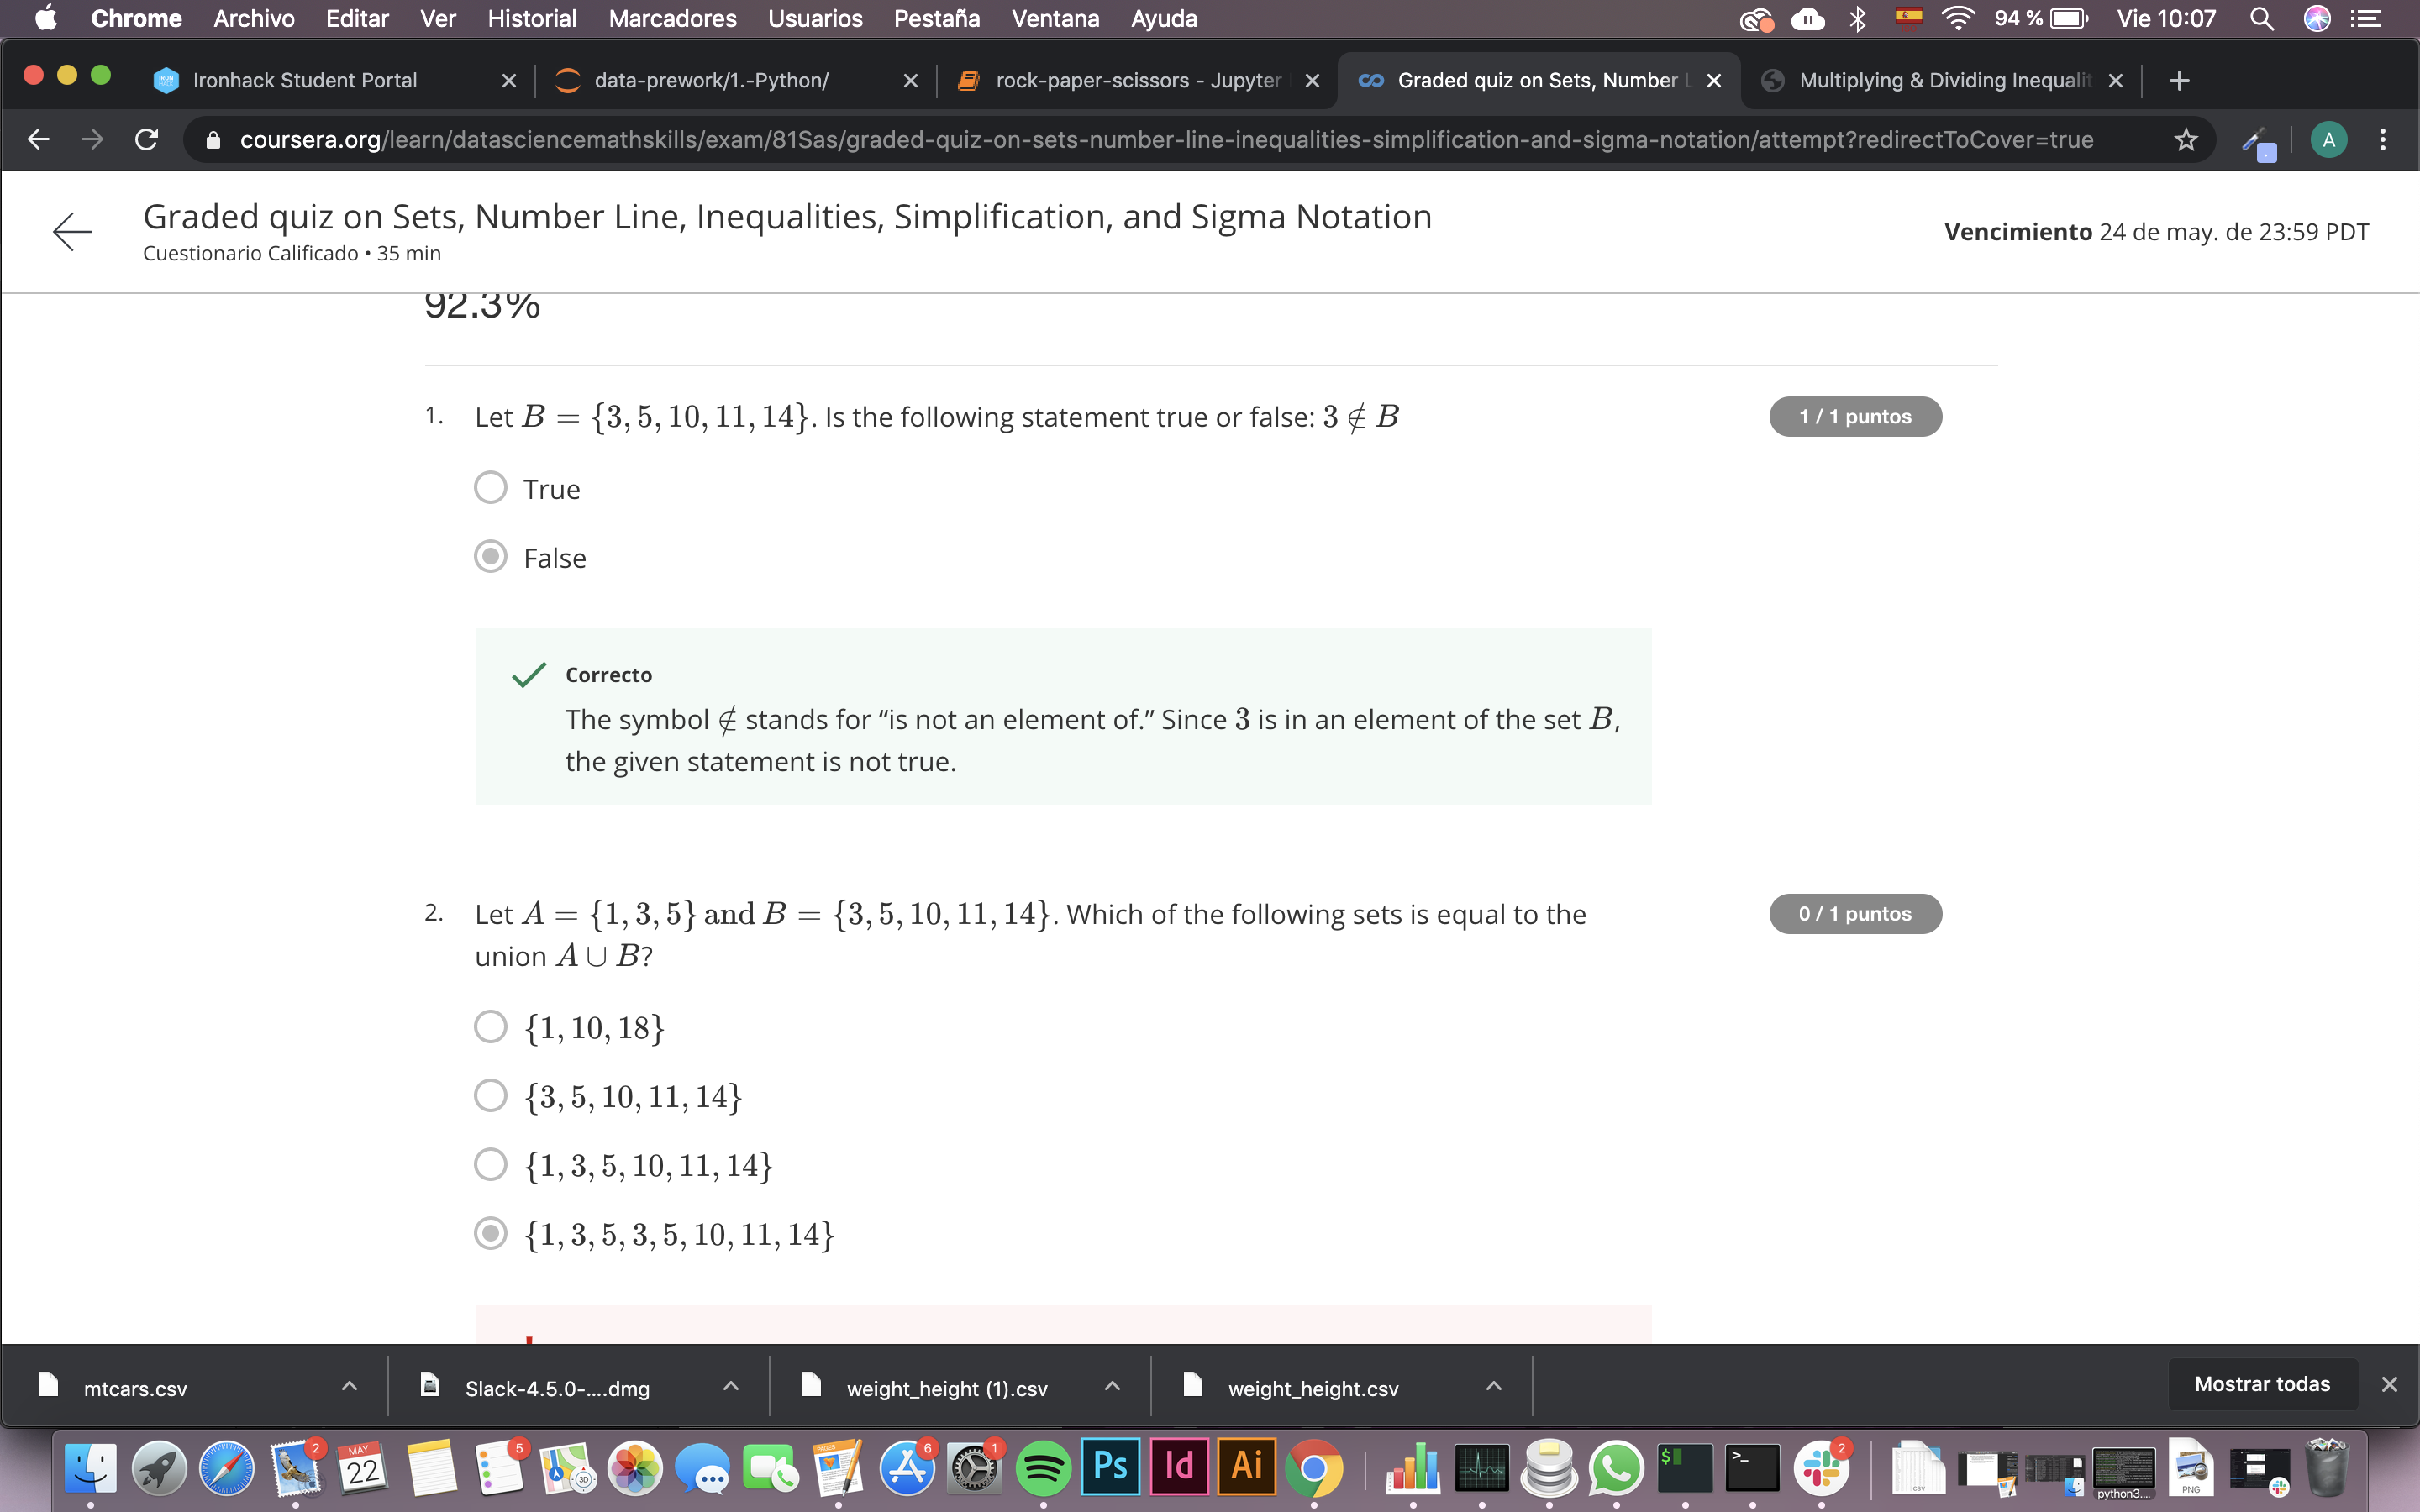 Chrome Archivo Editar Ver Historial Marcadores Usuarios Pestaña Ventana Ayuda 94 % Vie 10:07
Ironhack Student Portal data-prework/1.-Python/ rock-paper-scissors - Jupyter Graded quiz on Sets, Number L Multiplying & Dividing Inequalit
coursera.org/learn/datasciencemathskills/exam/81Sas/graded-quiz-on-sets-number-line-inequalities-simplification-and-sigma-notation/attempt?redirectToCover=true A
Graded quiz on Sets, Number Line, Inequalities, Simplification, and Sigma Notation
Cuestionario Calificado • 35 min
Vencimiento 24 de may. de 23:59 PDT
92.3%
1. Let B = {3, 5, 10, 11, 14}. Is the following statement true or false: 3 ∉ B
1 / 1 puntos
True
False
Correcto
The symbol ∉ stands for “is not an element of.” Since 3 is in an element of the set B,
the given statement is not true.
2. Let A = {1, 3, 5} and B = {3, 5, 10, 11, 14}. Which of the following sets is equal to the
union A ∪ B?
0 / 1 puntos
{1, 10, 18}
{3, 5, 10, 11, 14}
{1, 3, 5, 10, 11, 14}
{1, 3, 5, 3, 5, 10, 11, 14}
mtcars.csv Slack-4.5.0-....dmg weight_height (1).csv weight_height.csv Mostrar todas
2 MAY 22 5 3D PAGES 6 1 Ps Id Ai $ >_ 2 CSV python3.... PNG